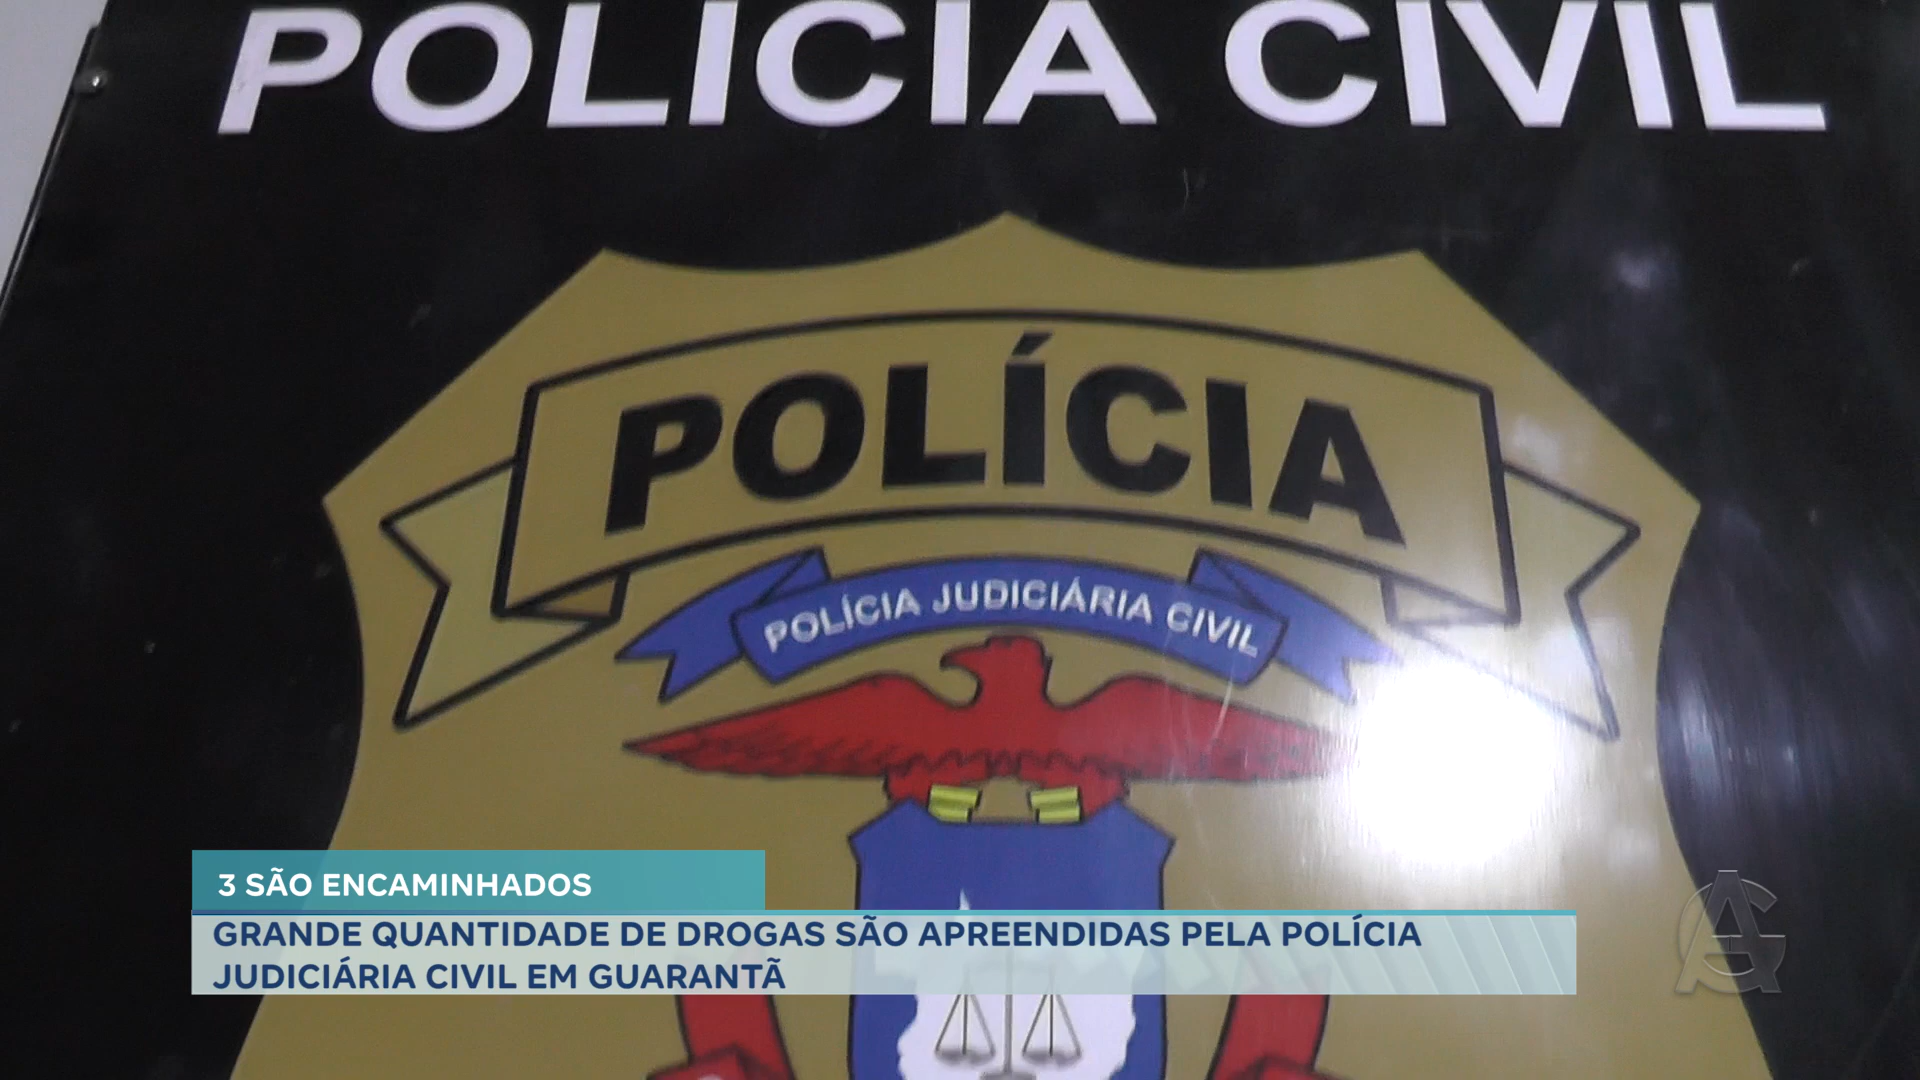 POLÍCIA CIVIL
POLÍCIA
POLÍCIA JUDICIÁRIA CIVIL
3 SÃO ENCAMINHADOS
GRANDE QUANTIDADE DE DROGAS SÃO APREENDIDAS PELA POLÍCIA
JUDICIÁRIA CIVIL EM GUARANTÃ